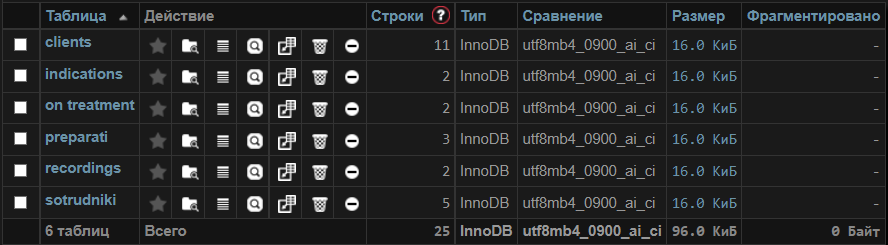 Таблица Действие Строки ? Тип Сравнение Размер Фрагментировано
clients 11 InnoDB utf8mb4_0900_ai_ci 16.0 КиБ -
indications 2 InnoDB utf8mb4_0900_ai_ci 16.0 КиБ -
on treatment 2 InnoDB utf8mb4_0900_ai_ci 16.0 КиБ -
preparati 3 InnoDB utf8mb4_0900_ai_ci 16.0 КиБ -
recordings 2 InnoDB utf8mb4_0900_ai_ci 16.0 КиБ -
sotrudniki 5 InnoDB utf8mb4_0900_ai_ci 16.0 КиБ -
6 таблиц Всего 25 InnoDB utf8mb4_0900_ai_ci 96.0 КиБ 0 Байт